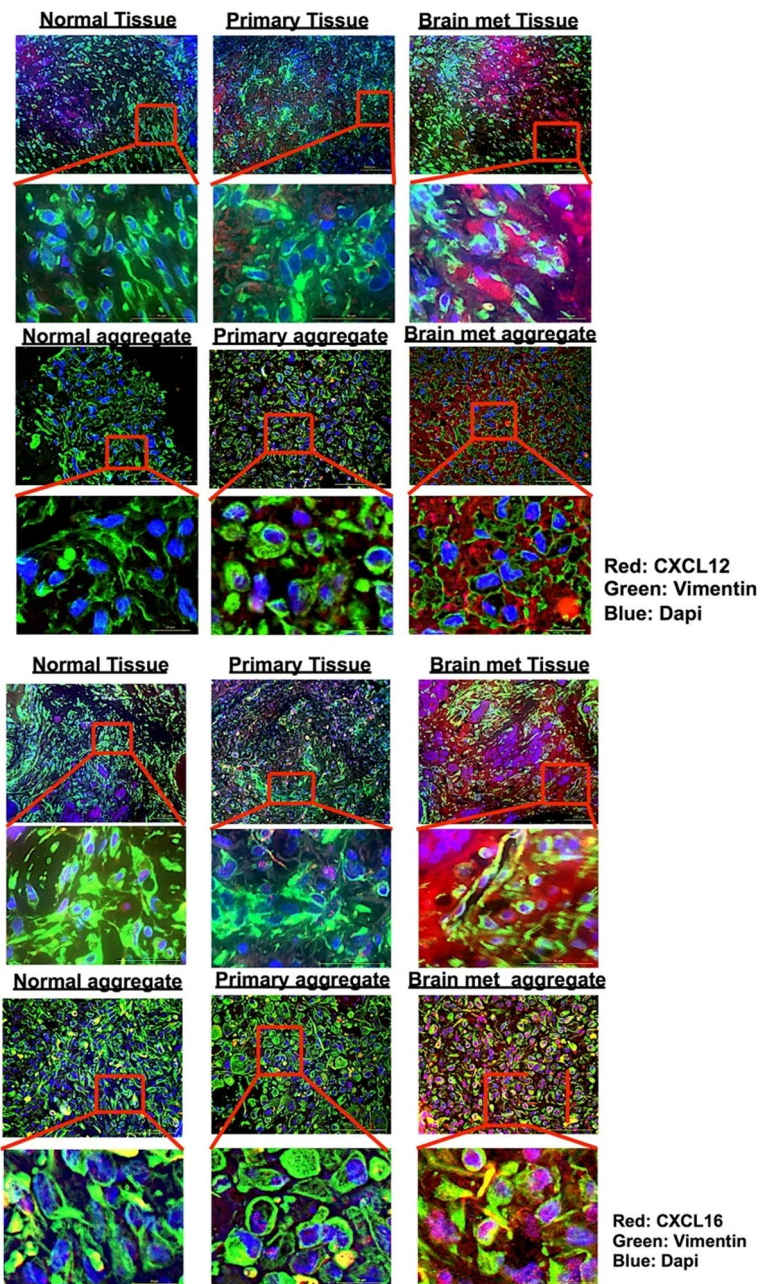 Normal Tissue
Primary Tissue
Brain met Tissue
Normal aggregate
Primary aggregate
Brain met aggregate
Red: CXCL12
Green: Vimentin
Blue: Dapi
Normal Tissue
Primary Tissue
Brain met Tissue
Normal aggregate
Primary aggregate
Brain met aggregate
Red: CXCL16
Green: Vimentin
Blue: Dapi